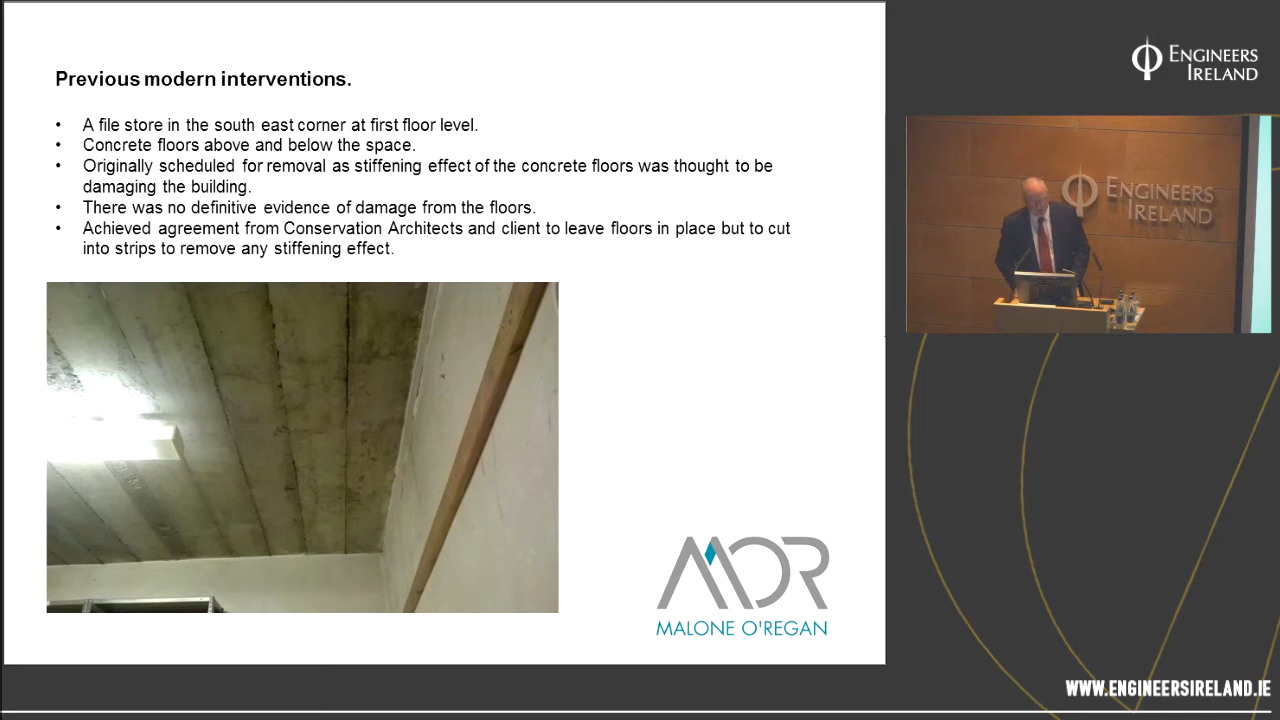 Previous modern interventions.
• A file store in the south east corner at first floor level.
• Concrete floors above and below the space.
• Originally scheduled for removal as stiffening effect of the concrete floors was thought to be
damaging the building.
• There was no definitive evidence of damage from the floors.
• Achieved agreement from Conservation Architects and client to leave floors in place but to cut
into strips to remove any stiffening effect.
MOR
MALONE O'REGAN
ENGINEERS
IRELAND
ENGINEERS
IRELAND
WWW.ENGINEERSIRELAND.IE